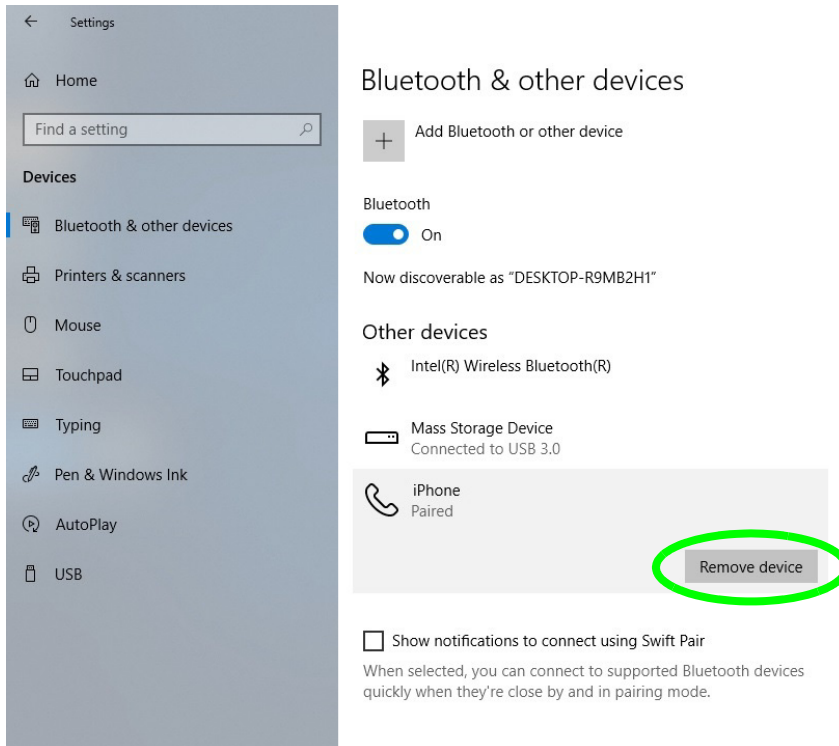 Settings
Home
Find a setting
Devices
Bluetooth & other devices
Printers & scanners
Mouse
Touchpad
Typing
Pen & Windows Ink
AutoPlay
USB
Bluetooth & other devices
Add Bluetooth or other device
Bluetooth
On
Now discoverable as “DESKTOP-R9MB2H1”
Other devices
Intel(R) Wireless Bluetooth(R)
Mass Storage Device
Connected to USB 3.0
iPhone
Paired
Remove device
Show notifications to connect using Swift Pair
When selected, you can connect to supported Bluetooth devices
quickly when they're close by and in pairing mode.